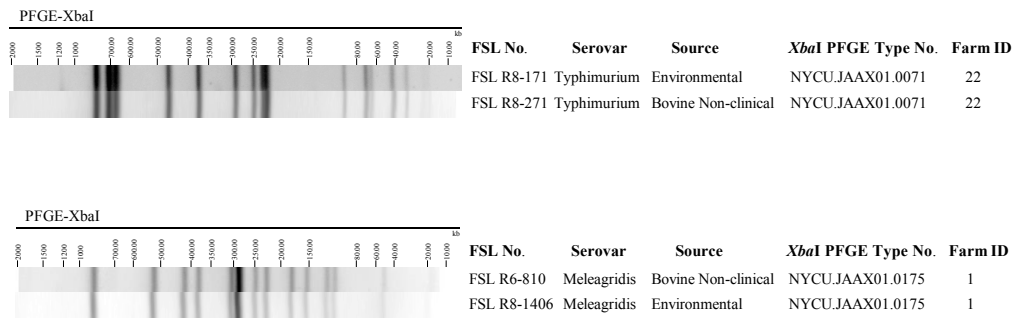 PFGE-XbaI
kb
2000 1500 1200 1000 700.00 600.00 500.00 400.00 300.00 250.00 200.00 150.00 80.00 60.00 40.00 20.00 10.00
FSL No. Serovar Source XbaI PFGE Type No. Farm ID
FSL R8-171 Typhimurium Environmental NYCU.JAAX01.0071 22
FSL R8-271 Typhimurium Bovine Non-clinical NYCU.JAAX01.0071 22
PFGE-XbaI
kb
2000 1500 1200 1000 700.00 600.00 500.00 400.00 300.00 250.00 200.00 150.00 80.00 60.00 40.00 20.00 10.00
FSL No. Serovar Source XbaI PFGE Type No. Farm ID
FSL R6-810 Meleagridis Bovine Non-clinical NYCU.JAAX01.0175 1
FSL R8-1406 Meleagridis Environmental NYCU.JAAX01.0175 1